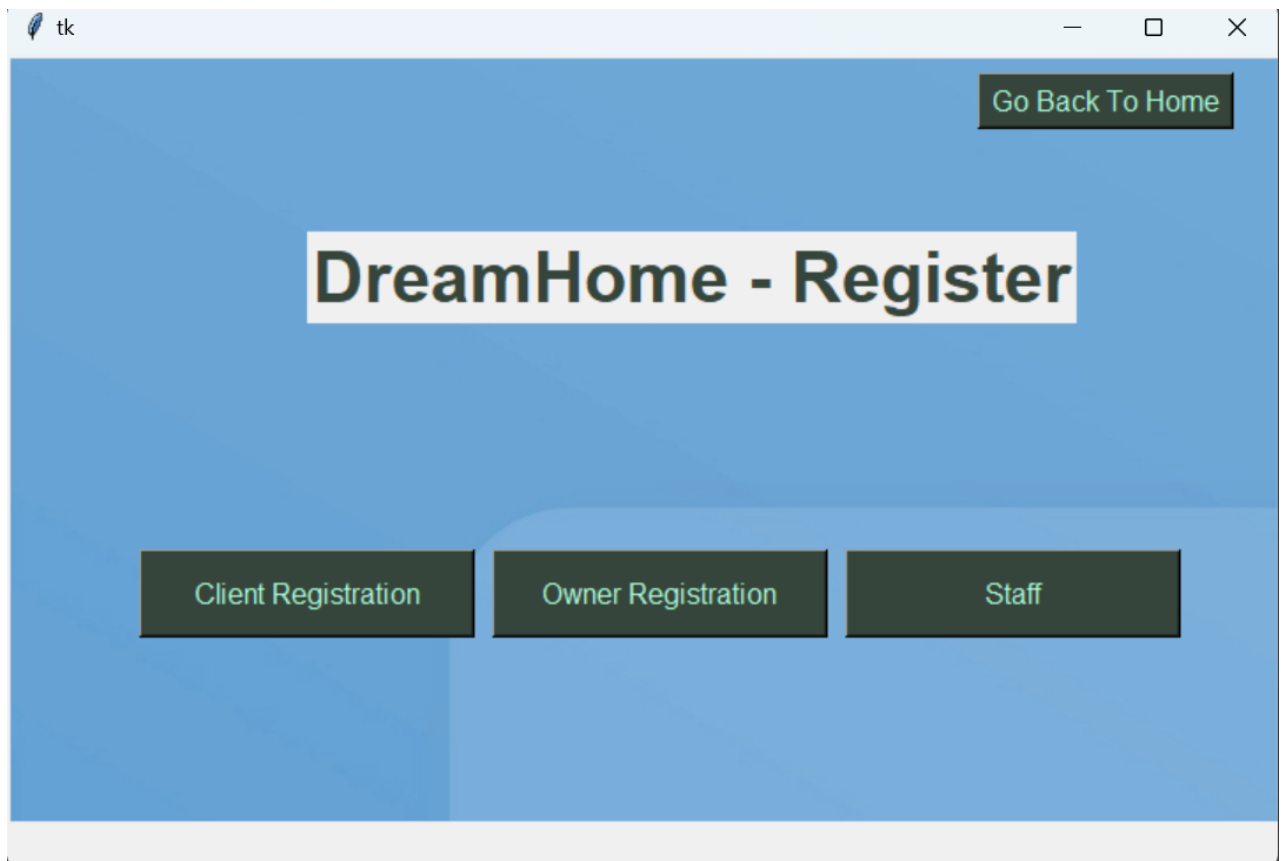 tk
Go Back To Home
DreamHome - Register
Client Registration
Owner Registration
Staff